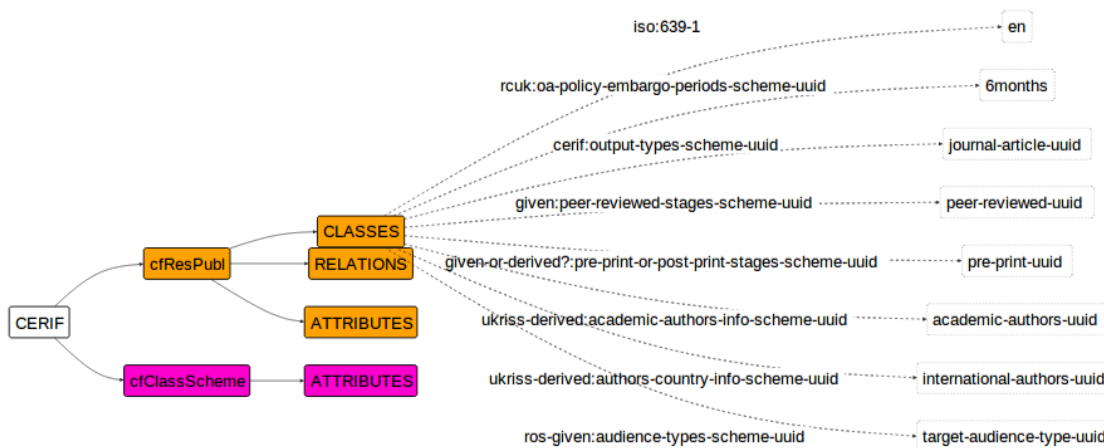 iso:639-1
en
rcuk:oa-policy-embargo-periods-scheme-uuid
6months
cerif:output-types-scheme-uuid
journal-article-uuid
given:peer-reviewed-stages-scheme-uuid
peer-reviewed-uuid
CLASSES
cfResPubl
RELATIONS
given-or-derived?:pre-print-or-post-print-stages-scheme-uuid
pre-print-uuid
CERIF
ATTRIBUTES
ukriss-derived:academic-authors-info-scheme-uuid
academic-authors-uuid
cfClassScheme
ATTRIBUTES
ukriss-derived:authors-country-info-scheme-uuid
international-authors-uuid
ros-given:audience-types-scheme-uuid
target-audience-type-uuid